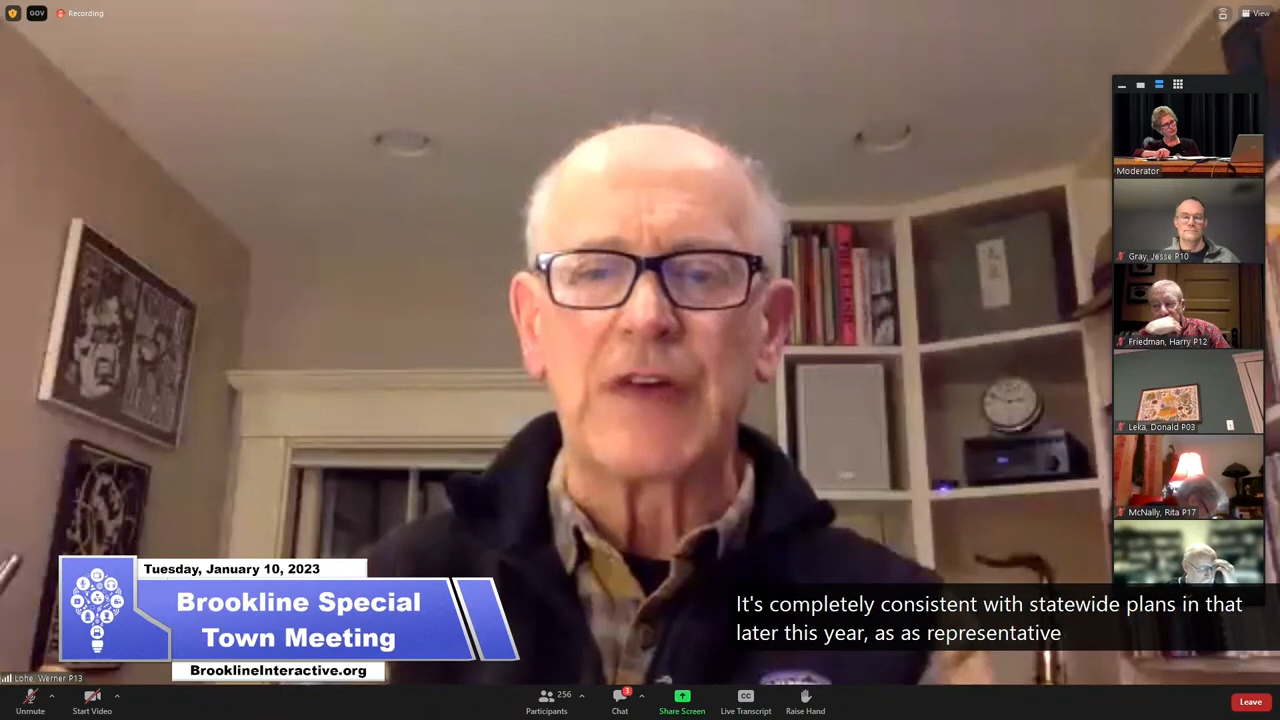 GOV
Recording
View
Moderator
Gray, Jesse P10
Friedman, Harry P12
Leka, Donald P03
McNally, Rita P17
Tuesday, January 10, 2023
Brookline Special
Town Meeting
BrooklineInteractive.org
It's completely consistent with statewide plans in that
later this year, as as representative
Lohe, Werner P13
Unmute
Start Video
256
Participants
3
Chat
Share Screen
CC
Live Transcript
Raise Hand
Leave